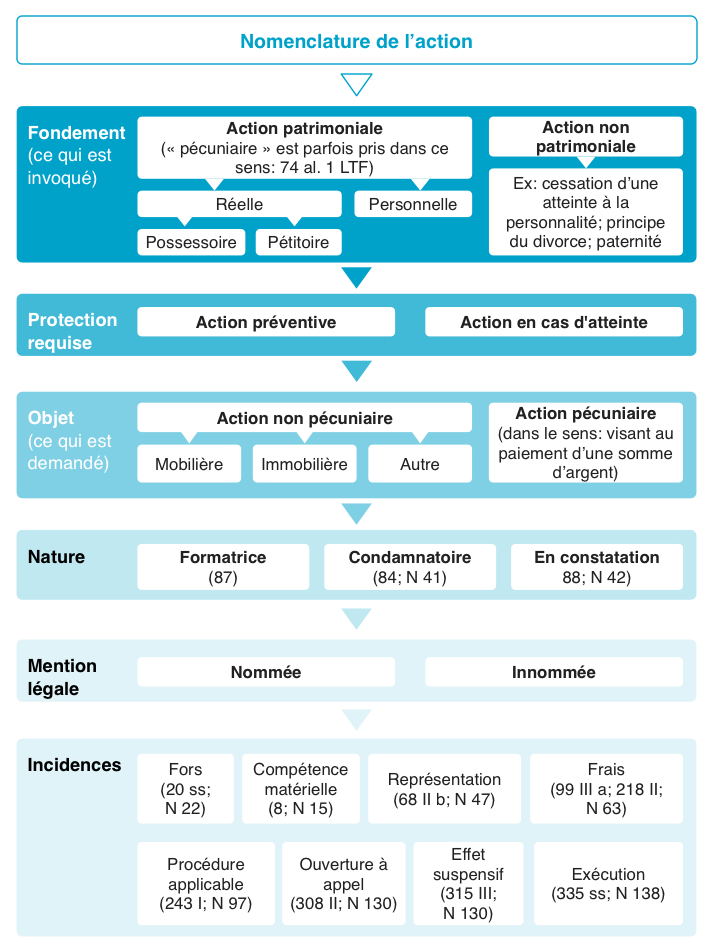 Nomenclature de l’action
Fondement
(ce qui est
invoqué)
Action patrimoniale
(« pécuniaire » est parfois pris dans ce
sens: 74 al. 1 LTF)
Réelle
Personnelle
Possessoire
Pétitoire
Action non
patrimoniale
Ex: cessation d’une
atteinte à la
personnalité; principe
du divorce; paternité
Protection
requise
Action préventive
Action en cas d'atteinte
Objet
(ce qui est
demandé)
Action non pécuniaire
Mobilière
Immobilière
Autre
Action pécuniaire
(dans le sens: visant au
paiement d’une somme
d’argent)
Nature
Formatrice
(87)
Condamnatoire
(84; N 41)
En constatation
88; N 42)
Mention
légale
Nommée
Innommée
Incidences
Fors
(20 ss;
N 22)
Compétence
matérielle
(8; N 15)
Représentation
(68 II b; N 47)
Frais
(99 III a; 218 II;
N 63)
Procédure
applicable
(243 I; N 97)
Ouverture à
appel
(308 II; N 130)
Effet
suspensif
(315 III;
N 130)
Exécution
(335 ss; N 138)